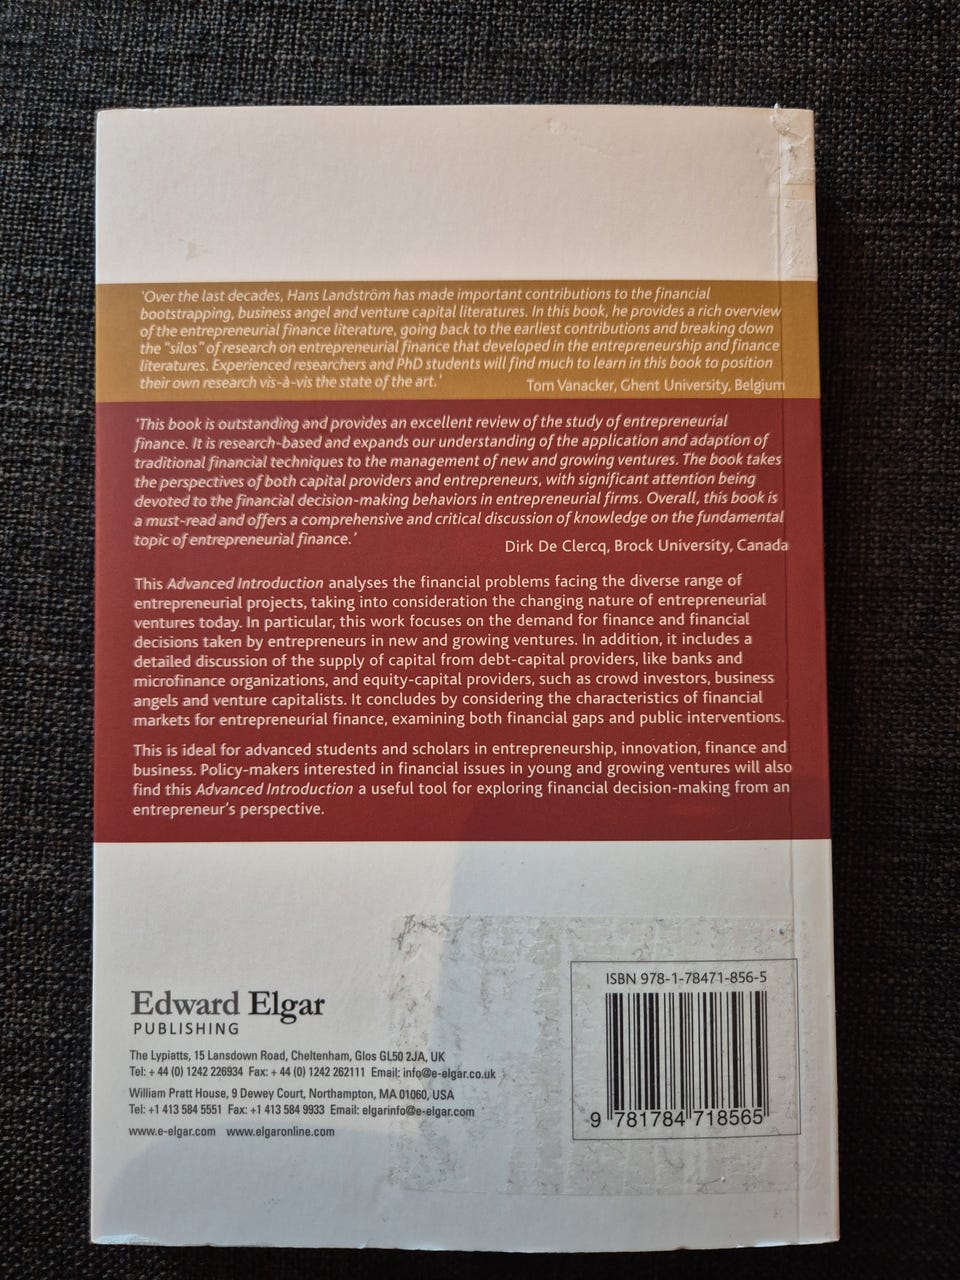 'Over the last decades, Hans Landström has made important contributions to the financial
bootstrapping, business angel and venture capital literatures. In this book, he provides a rich overview
of the entrepreneurial finance literature, going back to the earliest contributions and breaking down
the "silos" of research on entrepreneurial finance that developed in the entrepreneurship and finance
literatures. Experienced researchers and PhD students will find much to learn in this book to position
their own research vis-à-vis the state of the art.' Tom Vanacker, Ghent University, Belgium
'This book is outstanding and provides an excellent review of the study of entrepreneurial
finance. It is research-based and expands our understanding of the application and adaption of
traditional financial techniques to the management of new and growing ventures. The book takes
the perspectives of both capital providers and entrepreneurs, with significant attention being
devoted to the financial decision-making behaviors in entrepreneurial firms. Overall, this book is
a must-read and offers a comprehensive and critical discussion of knowledge on the fundamental
topic of entrepreneurial finance.' Dirk De Clercq, Brock University, Canada
This Advanced Introduction analyses the financial problems facing the diverse range of
entrepreneurial projects, taking into consideration the changing nature of entrepreneurial
ventures today. In particular, this work focuses on the demand for finance and financial
decisions taken by entrepreneurs in new and growing ventures. In addition, it includes a
detailed discussion of the supply of capital from debt-capital providers, like banks and
microfinance organizations, and equity-capital providers, such as crowd investors, business
angels and venture capitalists. It concludes by considering the characteristics of financial
markets for entrepreneurial finance, examining both financial gaps and public interventions.
This is ideal for advanced students and scholars in entrepreneurship, innovation, finance and
business. Policy-makers interested in financial issues in young and growing ventures will also
find this Advanced Introduction a useful tool for exploring financial decision-making from an
entrepreneur's perspective.
Edward Elgar
PUBLISHING
The Lypiatts, 15 Lansdown Road, Cheltenham, Glos GL50 2JA, UK
Tel: + 44 (0) 1242 226934 Fax: + 44 (0) 1242 262111 Email: info@e-elgar.co.uk
William Pratt House, 9 Dewey Court, Northampton, MA 01060, USA
Tel: +1 413 584 5551 Fax: +1 413 584 9933 Email: elgarinfo@e-elgar.com
www.e-elgar.com www.elgaronline.com
ISBN 978-1-78471-856-5
9 781784 718565